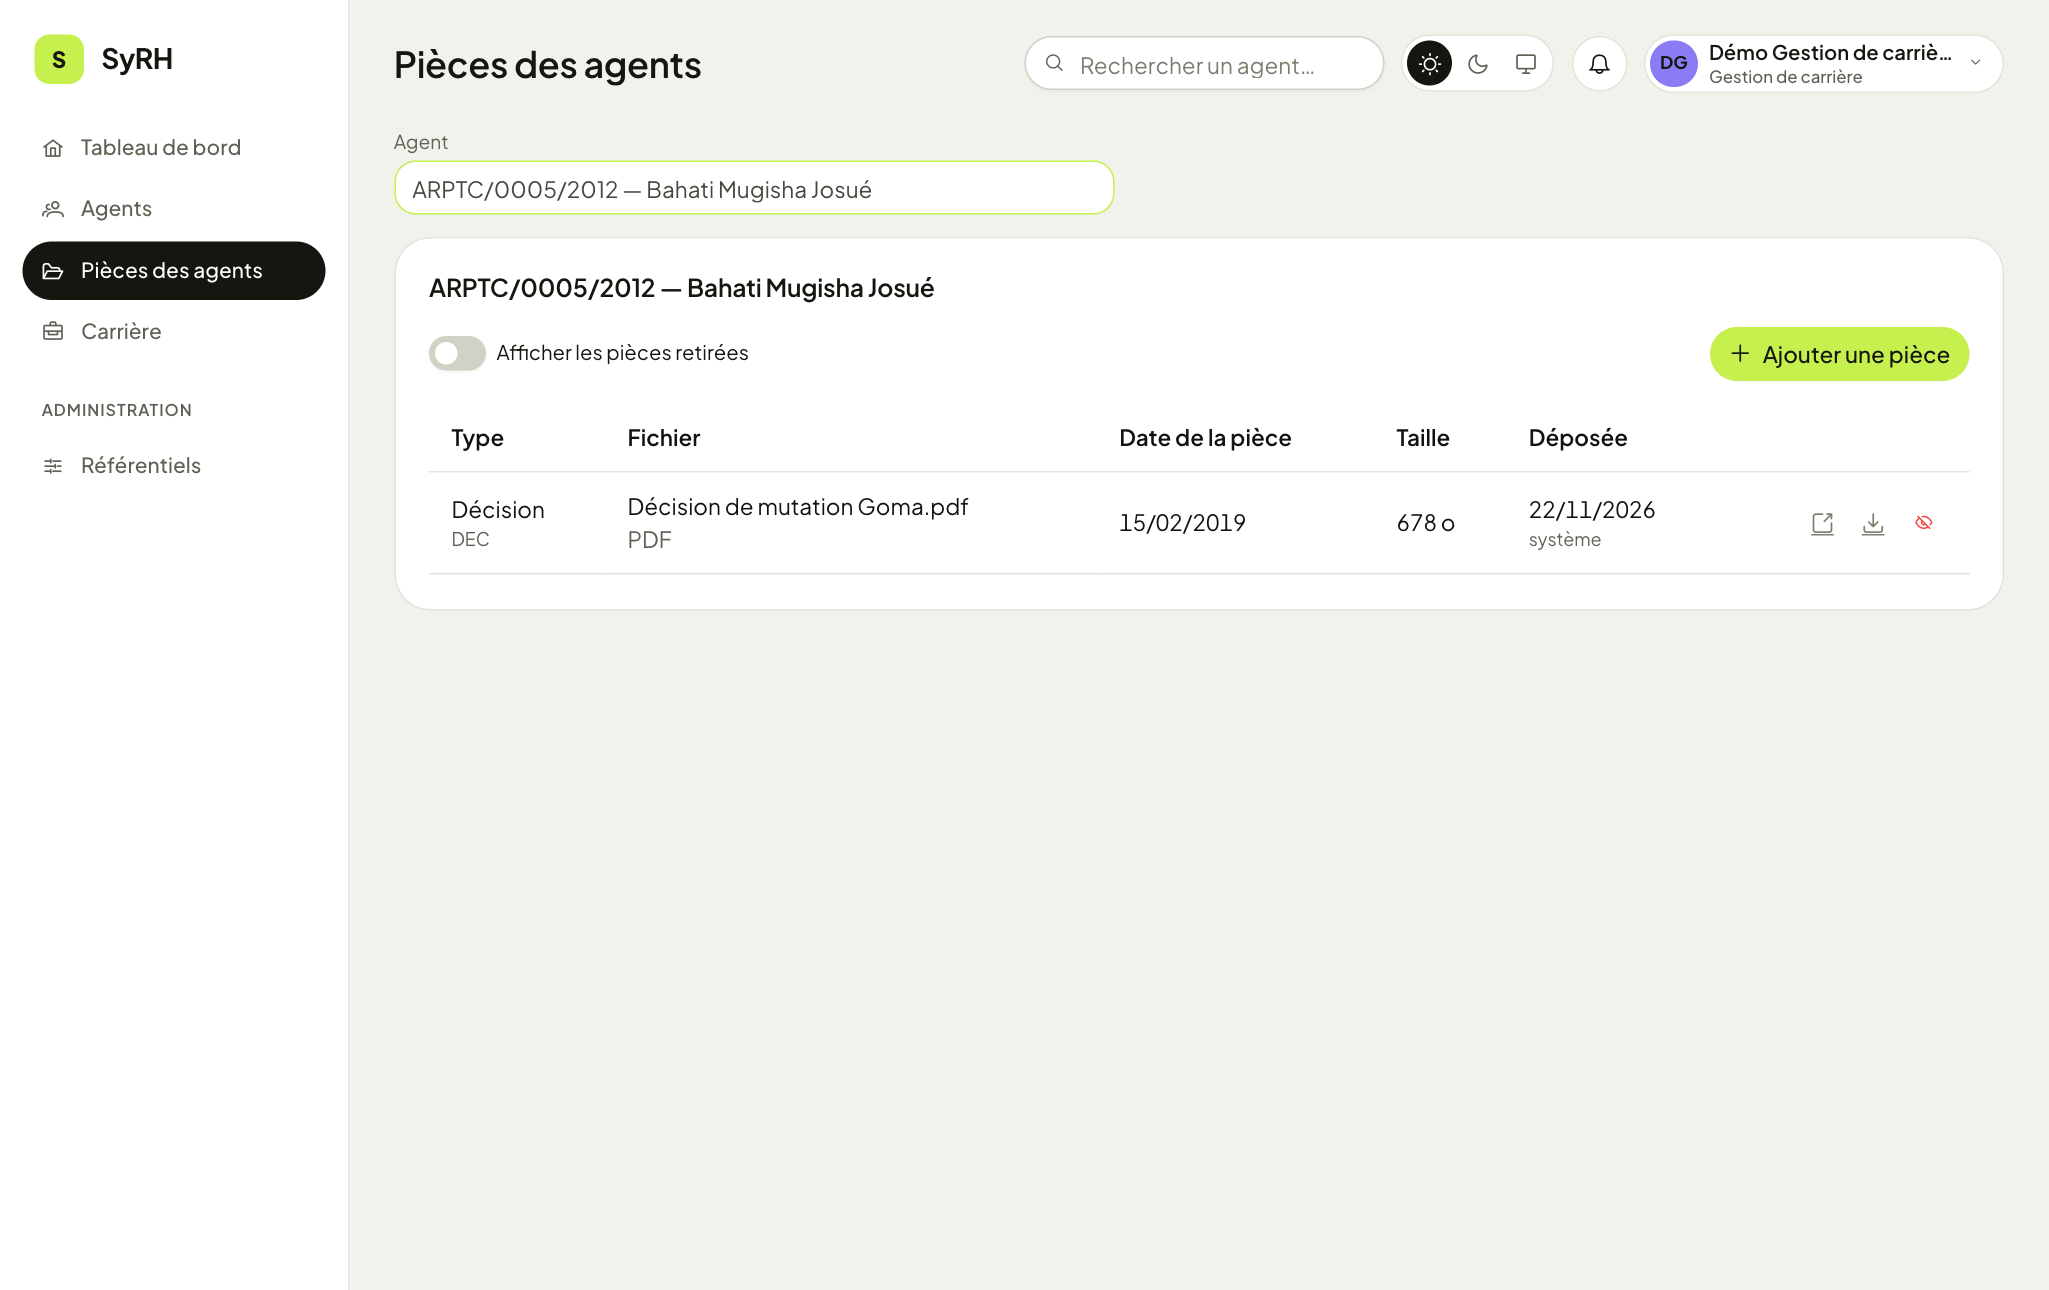 S SyRH
Tableau de bord
Agents
Pièces des agents
Carrière
ADMINISTRATION
Référentiels
Pièces des agents
Rechercher un agent...
DG
Démo Gestion de carriè...
Gestion de carrière
Agent
ARPTC/0005/2012 — Bahati Mugisha Josué
ARPTC/0005/2012 — Bahati Mugisha Josué
Afficher les pièces retirées
+ Ajouter une pièce
Type Fichier Date de la pièce Taille Déposée
Décision Décision de mutation Goma.pdf 15/02/2019 678 o 22/11/2026
DEC PDF système